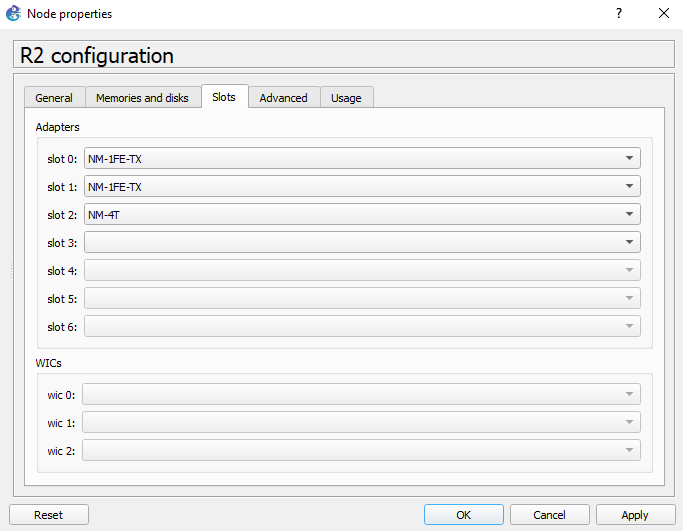 Node properties
?
R2 configuration
General Memories and disks Slots Advanced Usage
Adapters
slot 0: NM-1FE-TX
slot 1: NM-1FE-TX
slot 2: NM-4T
slot 3:
slot 4:
slot 5:
slot 6:
WICs
wic 0:
wic 1:
wic 2:
Reset OK Cancel Apply